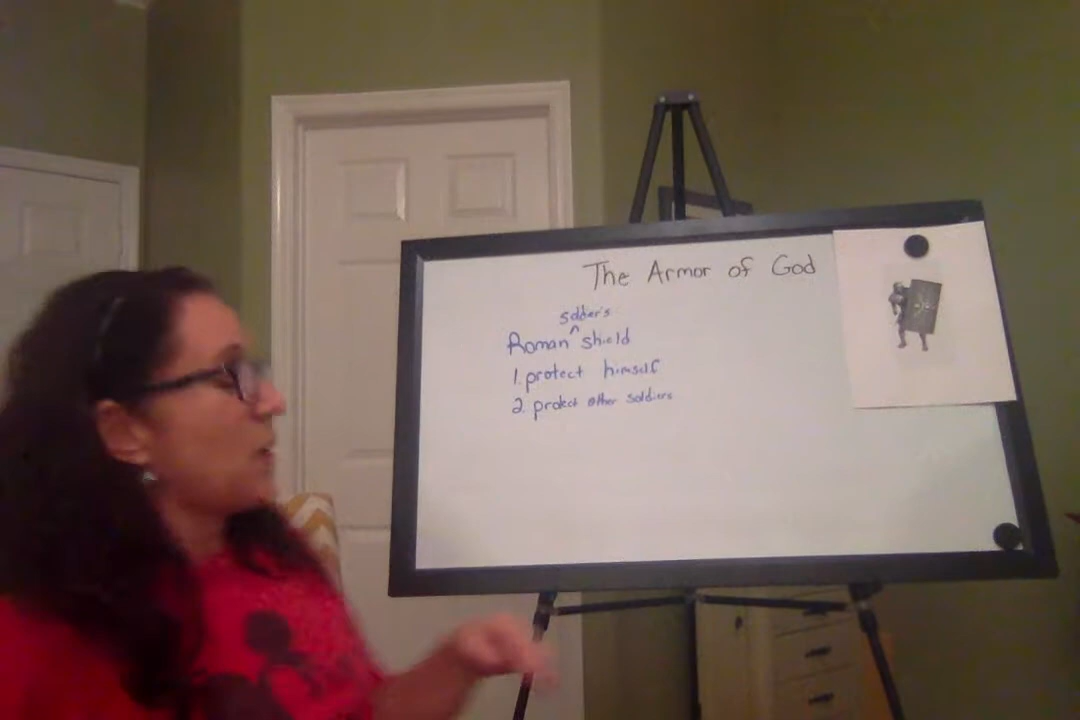 The Armor of God
soldier's
Roman ^ shield
1. protect himself
2. protect other soldiers